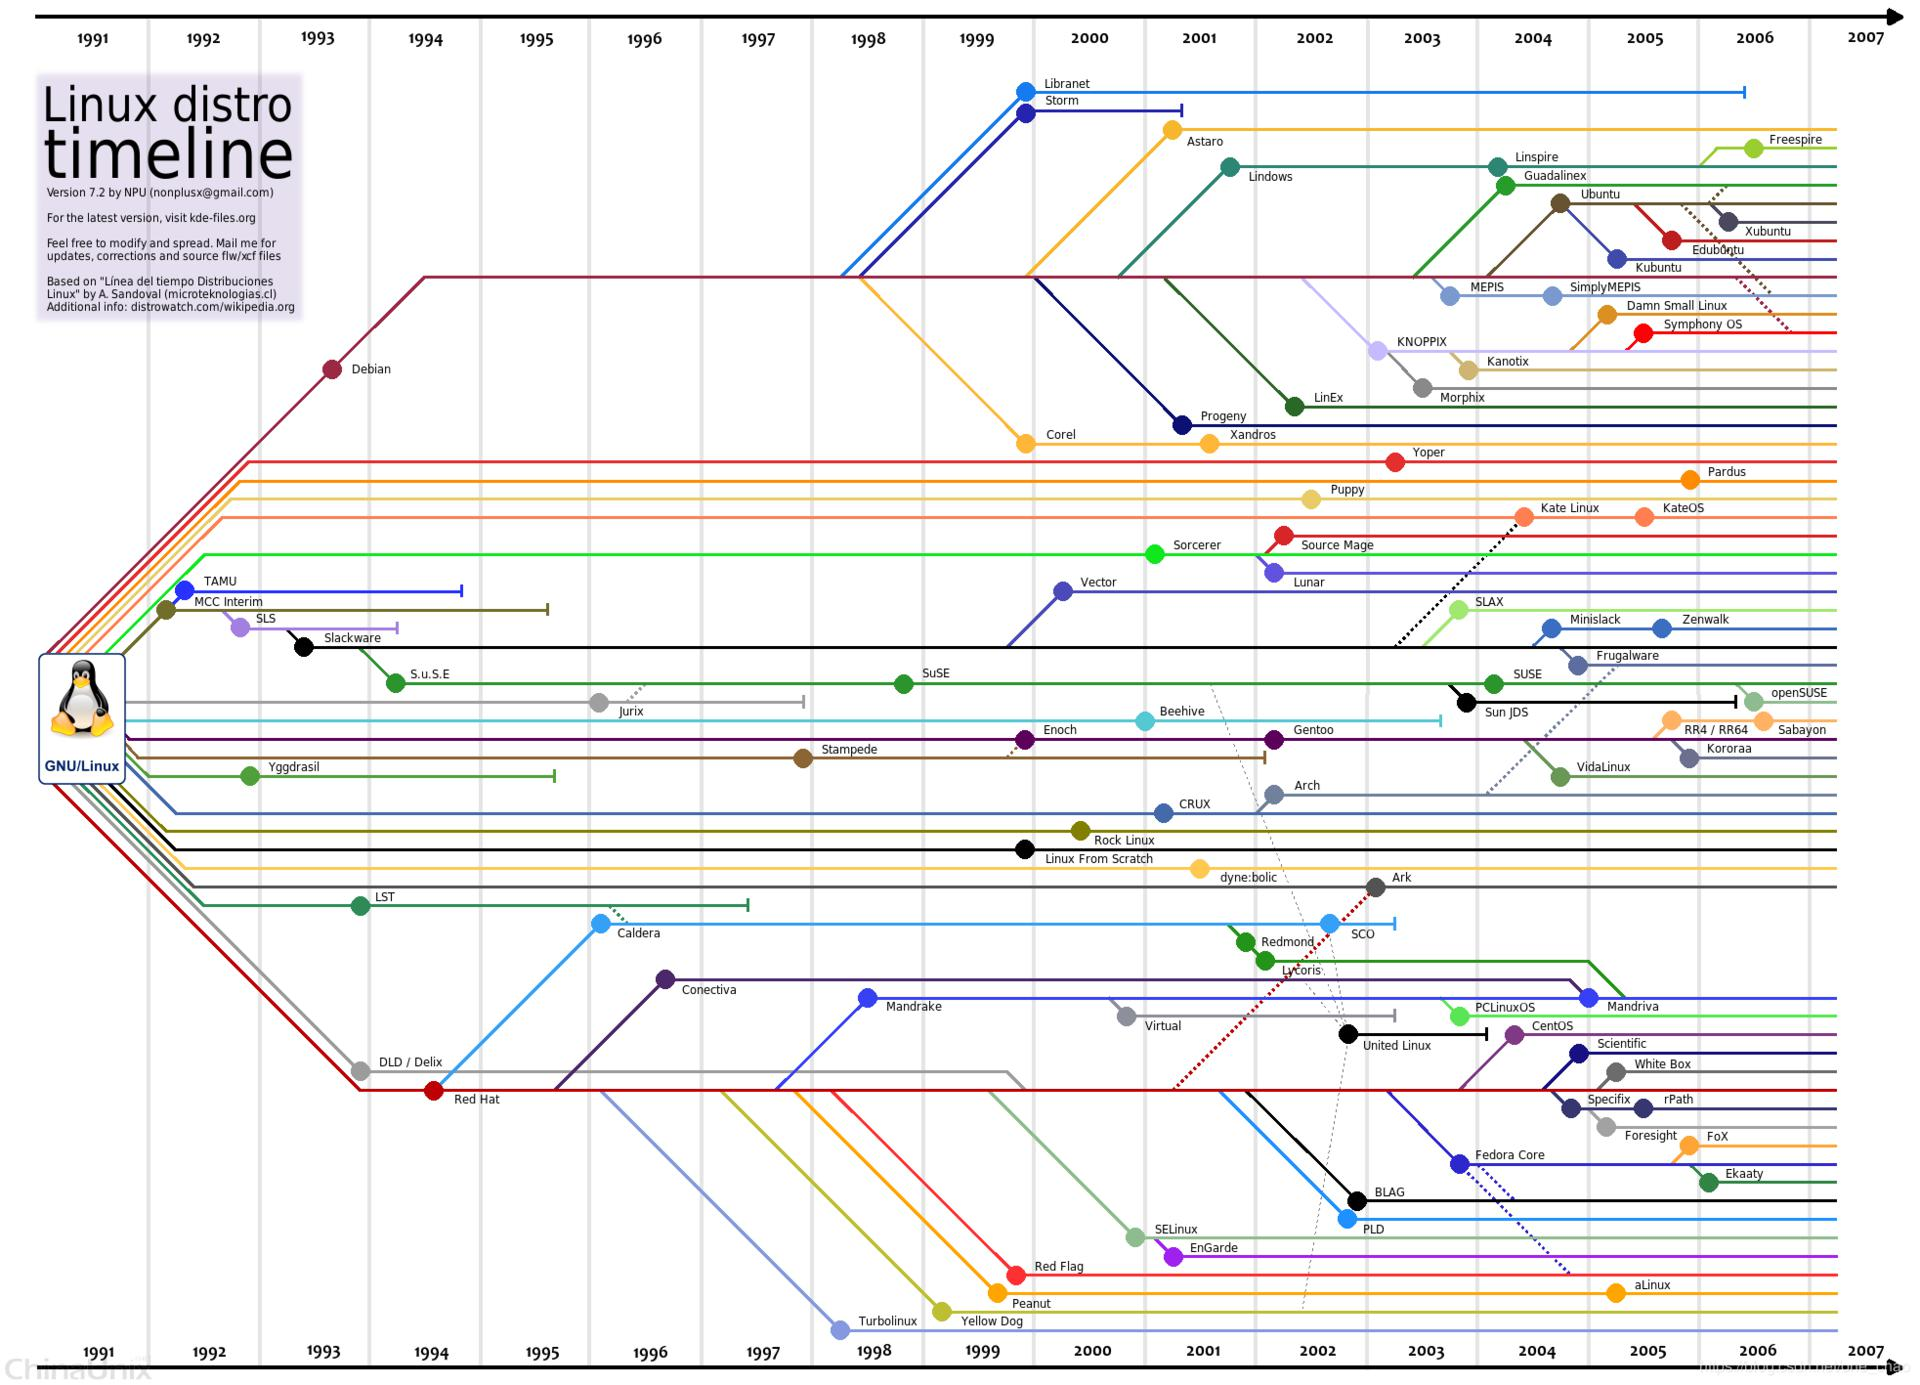 1991 1992 1993 1994 1995 1996 1997 1998 1999 2000 2001 2002 2003 2004 2005 2006 2007
Linux distro
timeline
Version 7.2 by NPU (nonplusx@gmail.com)
For the latest version, visit kde-files.org
Feel free to modify and spread. Mail me for
updates, corrections and source flw/xcf files
Based on "Línea del tiempo Distribuciones
Linux" by A. Sandoval (microteknologias.cl)
Additional info: distrowatch.com/wikipedia.org
Libranet
Storm
Astaro
Freespire
Linspire
Lindows
Guadalinex
Ubuntu
Xubuntu
Edubuntu
Kubuntu
MEPIS
SimplyMEPIS
Damn Small Linux
Symphony OS
KNOPPIX
Kanotix
Debian
Morphix
LinEx
Progeny
Corel
Xandros
Yoper
Pardus
Puppy
Kate Linux
KateOS
Sorcerer
Source Mage
TAMU
Vector
Lunar
MCC Interim
SLAX
SLS
Minislack
Zenwalk
Slackware
Frugalware
S.u.S.E
SuSE
SUSE
openSUSE
Jurix
Beehive
Sun JDS
Enoch
Gentoo
RR4 / RR64
Sabayon
Stampede
Kororaa
GNU/Linux
Yggdrasil
VidaLinux
Arch
CRUX
Rock Linux
Linux From Scratch
dyne:bolic
Ark
LST
Caldera
SCO
Redmond
Lycoris
Conectiva
Mandrake
Mandriva
PCLinuxOS
Virtual
CentOS
United Linux
Scientific
DLD / Delix
White Box
Red Hat
Specifix
rPath
Foresight
FoX
Fedora Core
Ekaaty
BLAG
PLD
SELinux
EnGarde
Red Flag
aLinux
Peanut
Turbolinux
Yellow Dog
1991 1992 1993 1994 1995 1996 1997 1998 1999 2000 2001 2002 2003 2004 2005 2006 2007
ChinaUnix